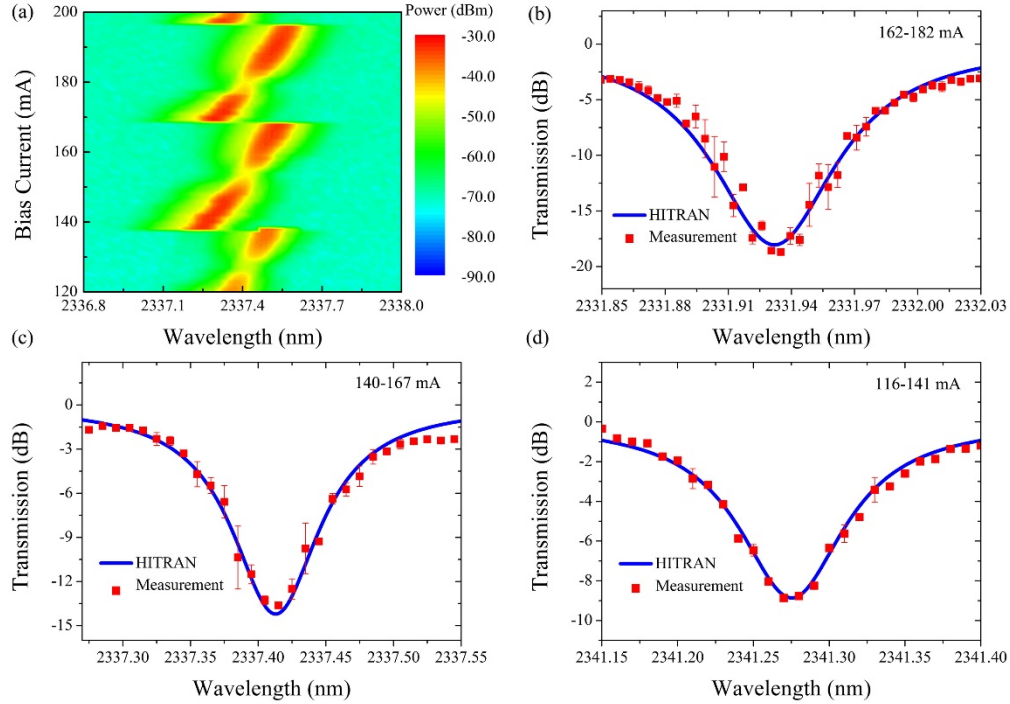 (a)
Power (dBm)
200
180
160
140
120
Bias Current (mA)
2336.8
2337.1
2337.4
2337.7
2338.0
Wavelength (nm)
-30.0
-40.0
-50.0
-60.0
-70.0
-80.0
-90.0
(b)
162-182 mA
0
-5
-10
-15
-20
Transmission (dB)
HITRAN
Measurement
2331.85
2331.88
2331.91
2331.94
2331.97
2332.00
2332.03
Wavelength (nm)
(c)
140-167 mA
0
-3
-6
-9
-12
-15
Transmission (dB)
HITRAN
Measurement
2337.30
2337.35
2337.40
2337.45
2337.50
2337.55
Wavelength (nm)
(d)
116-141 mA
2
0
-2
-4
-6
-8
-10
Transmission (dB)
HITRAN
Measurement
2341.15
2341.20
2341.25
2341.30
2341.35
2341.40
Wavelength (nm)